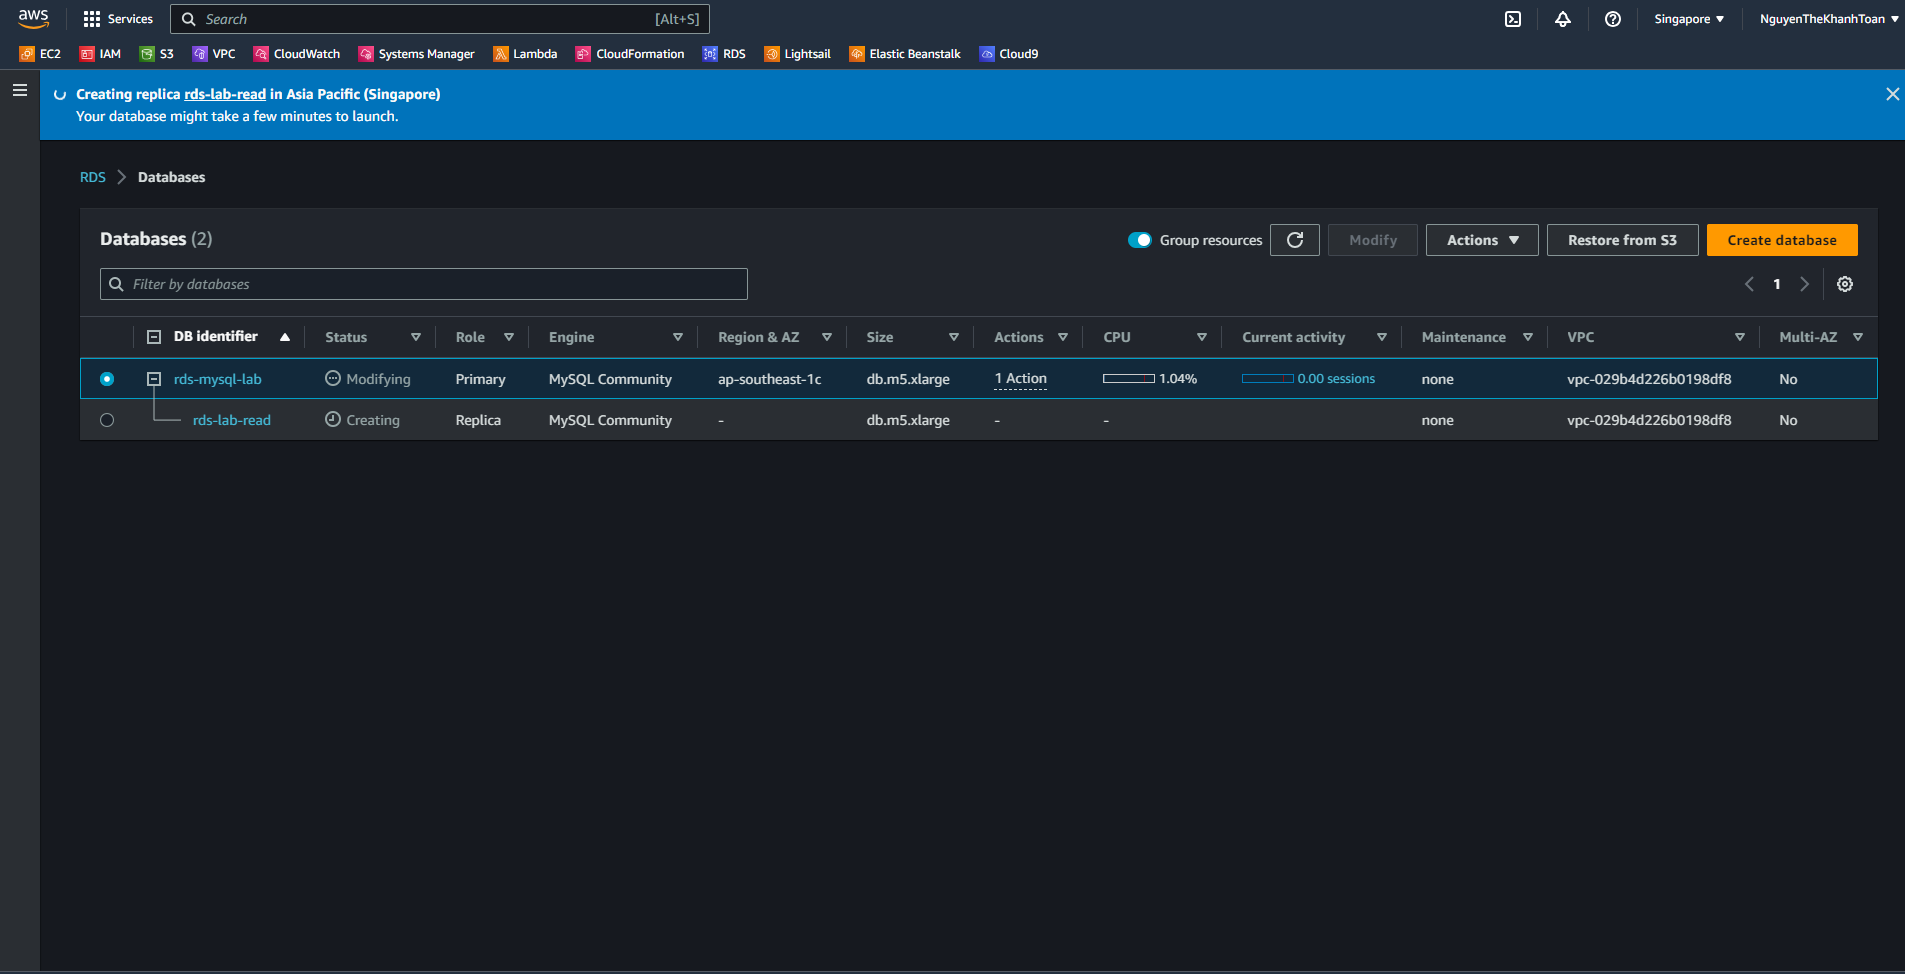 aws Services Search [Alt+S] Singapore ▼ NguyenTheKhanhToan ▼
EC2 IAM S3 VPC CloudWatch Systems Manager Lambda CloudFormation RDS Lightsail Elastic Beanstalk Cloud9
Creating replica rds-lab-read in Asia Pacific (Singapore)
Your database might take a few minutes to launch.
RDS > Databases
Databases (2) Group resources Modify Actions ▼ Restore from S3 Create database
Filter by databases 1
DB identifier Status Role Engine Region & AZ Size Actions CPU Current activity Maintenance VPC Multi-AZ
rds-mysql-lab Modifying Primary MySQL Community ap-southeast-1c db.m5.xlarge 1 Action 1.04% 0.00 sessions none vpc-029b4d226b0198df8 No
rds-lab-read Creating Replica MySQL Community - db.m5.xlarge - - none vpc-029b4d226b0198df8 No